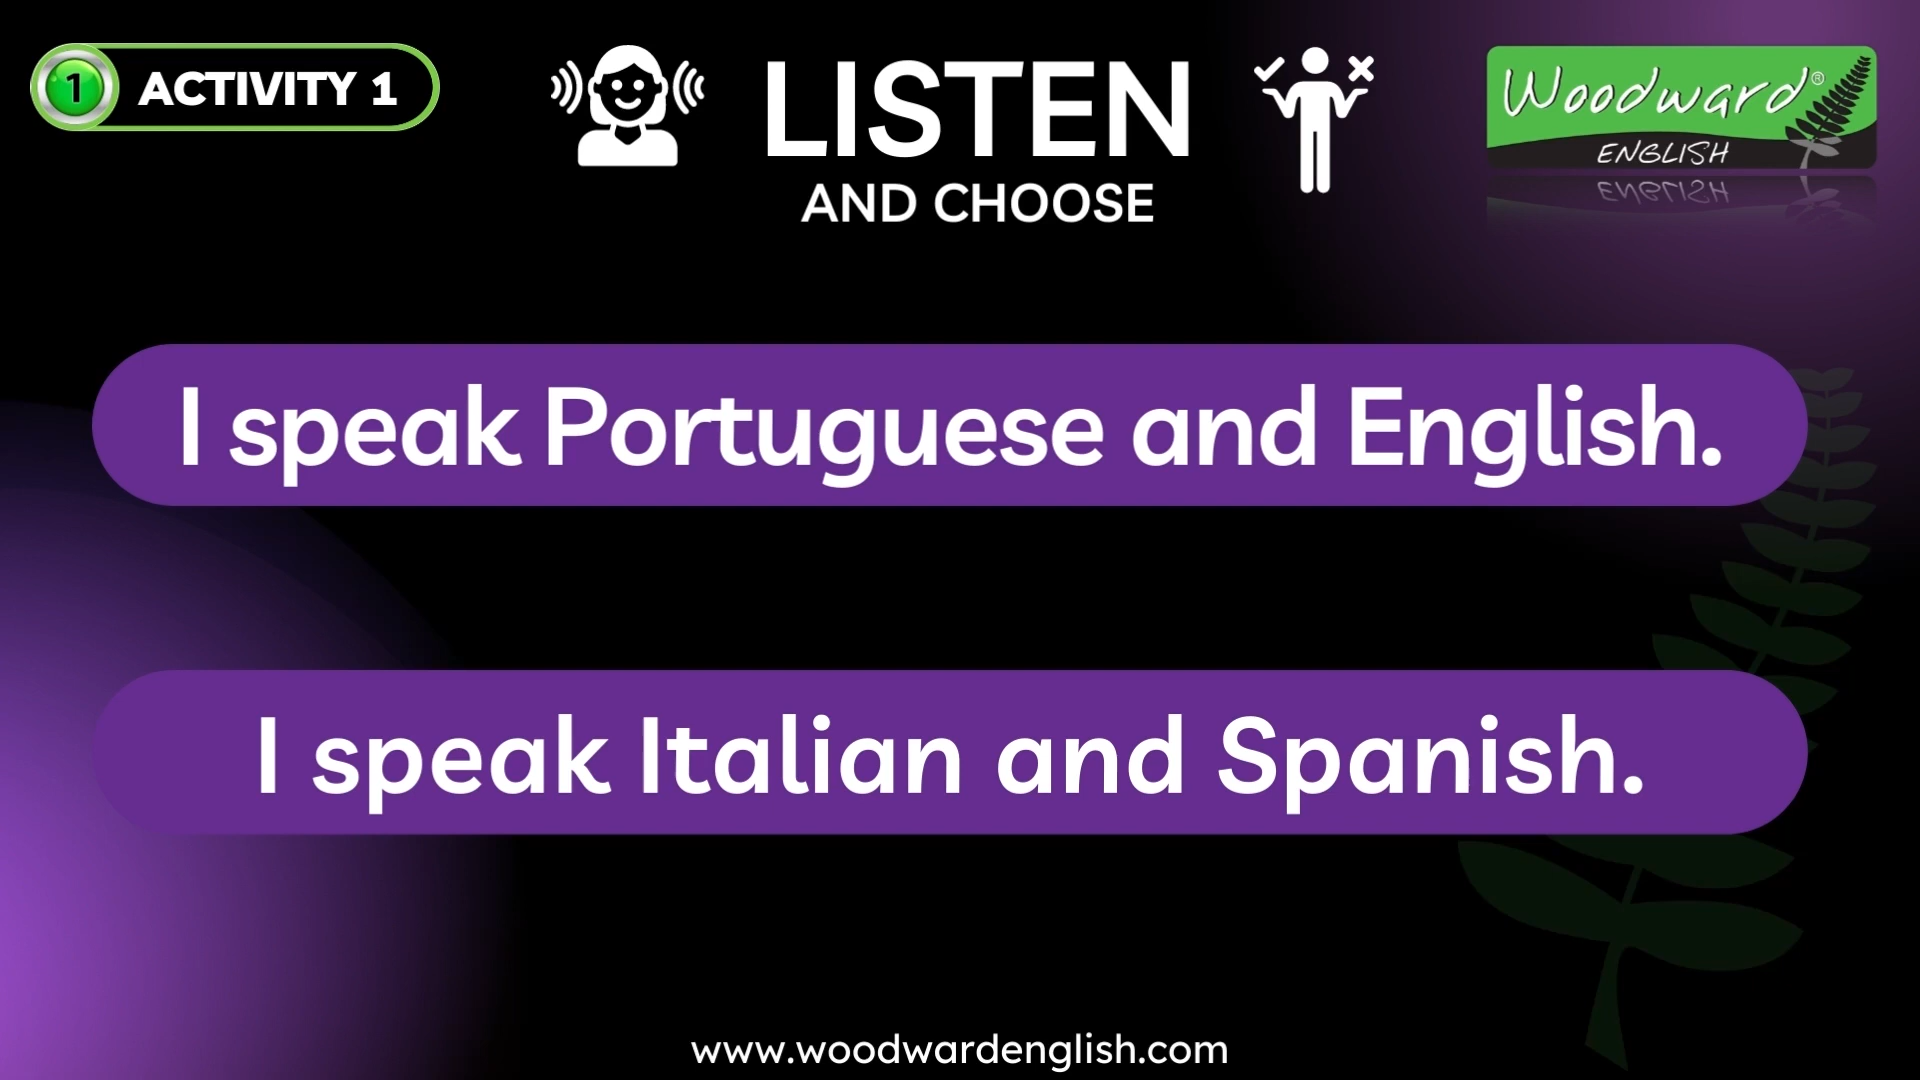 1 ACTIVITY 1
LISTEN
AND CHOOSE
Woodward®
ENGLISH
I speak Portuguese and English.
I speak Italian and Spanish.
www.woodwardenglish.com